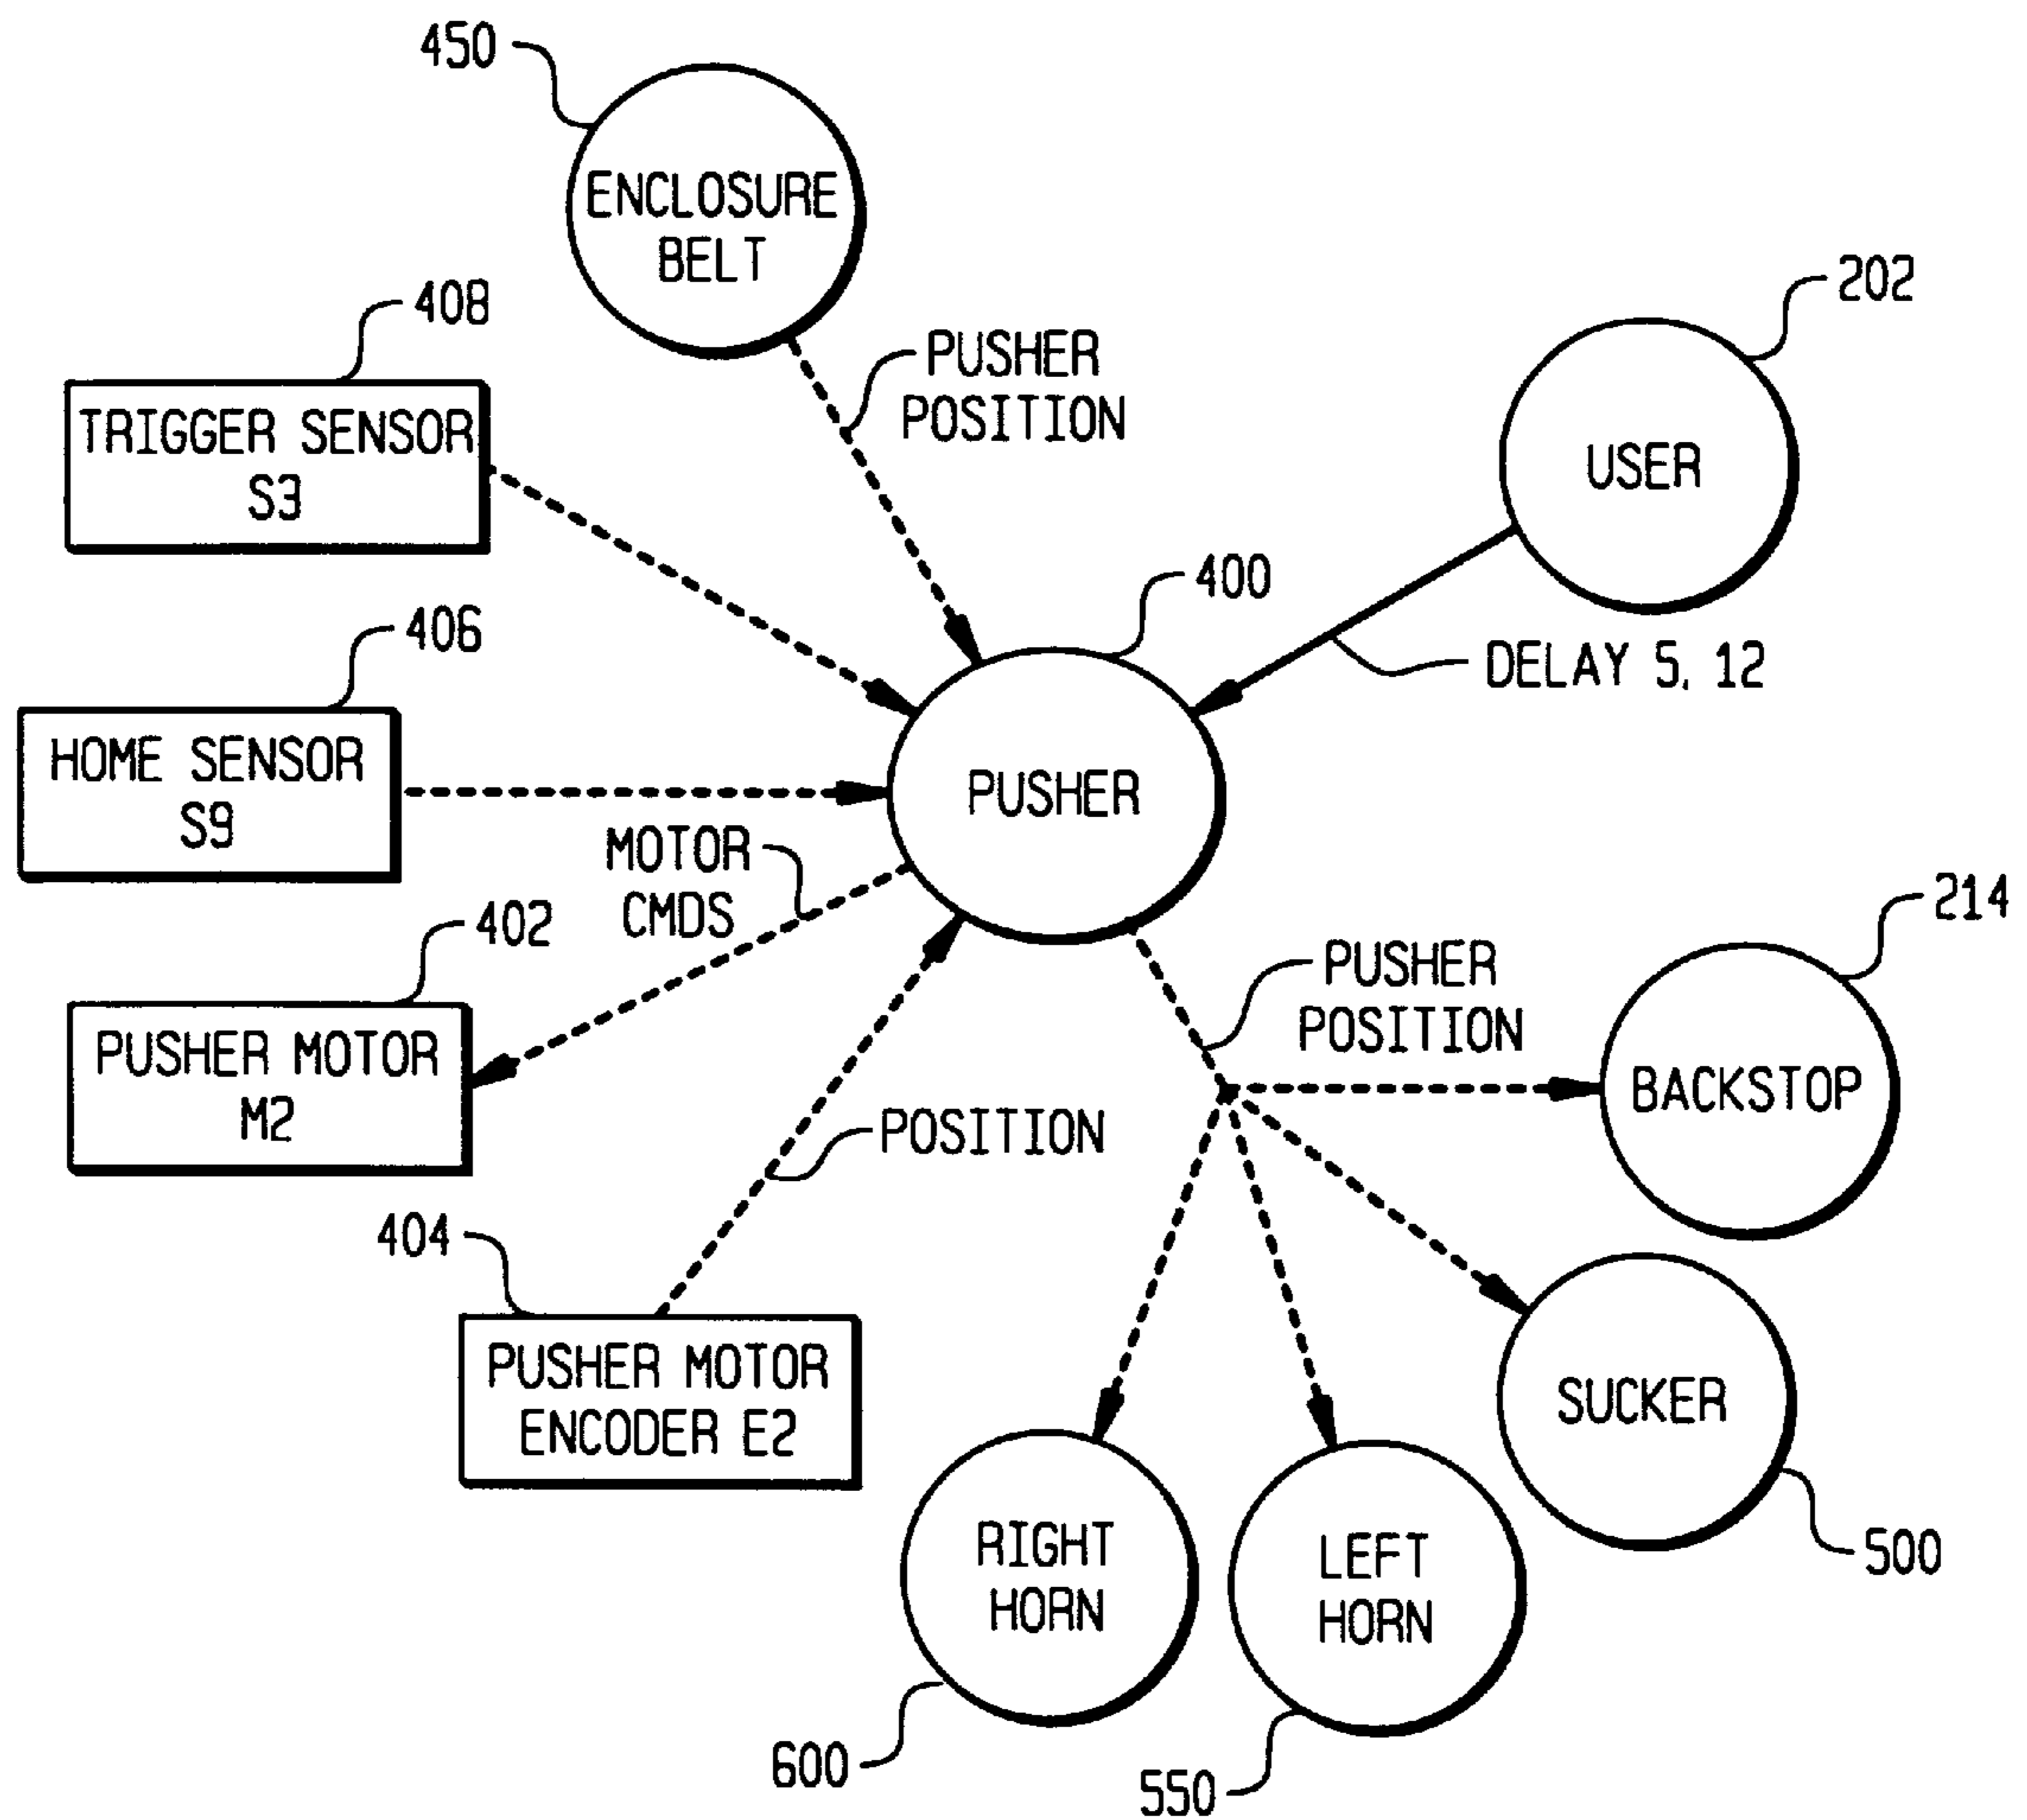 450
ENCLOSURE
BELT
202
408
PUSHER
POSITION
TRIGGER SENSOR
S3
USER
400
406
DELAY 5, 12
HOME SENSOR
S9
PUSHER
MOTOR
CMDS
214
402
PUSHER
POSITION
PUSHER MOTOR
M2
BACKSTOP
POSITION
404
PUSHER MOTOR
ENCODER E2
SUCKER
RIGHT
HORN
LEFT
HORN
500
600
550